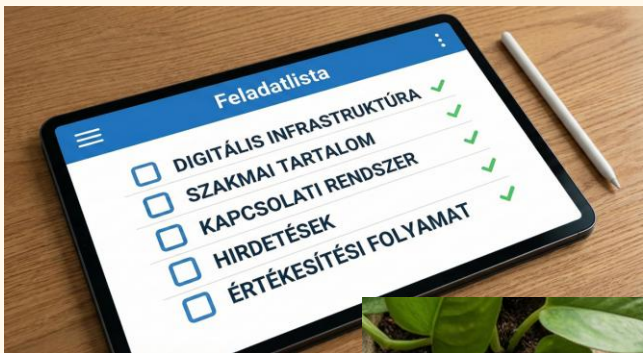 Feladatlista
DIGITÁLIS INFRASTRUKTÚRA
SZAKMAI TARTALOM
KAPCSOLATI RENDSZER
HIRDETÉSEK
ÉRTÉKESÍTÉSI FOLYAMAT